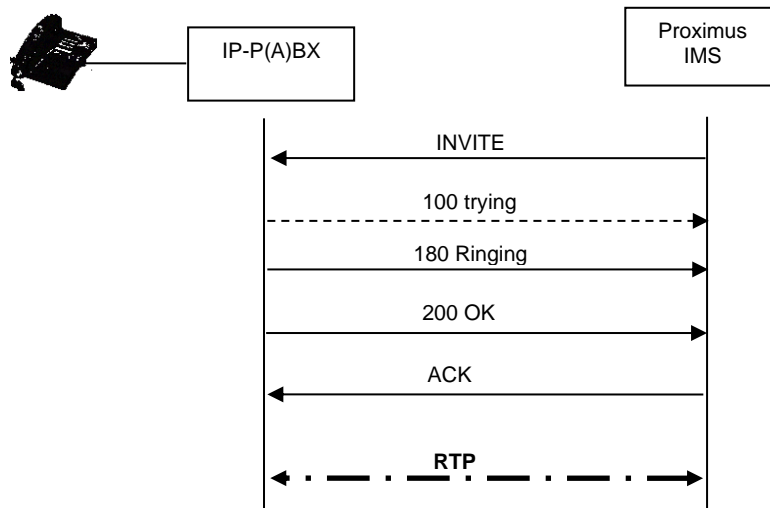 IP-P(A)BX
Proximus
IMS
INVITE
100 trying
180 Ringing
200 OK
ACK
RTP